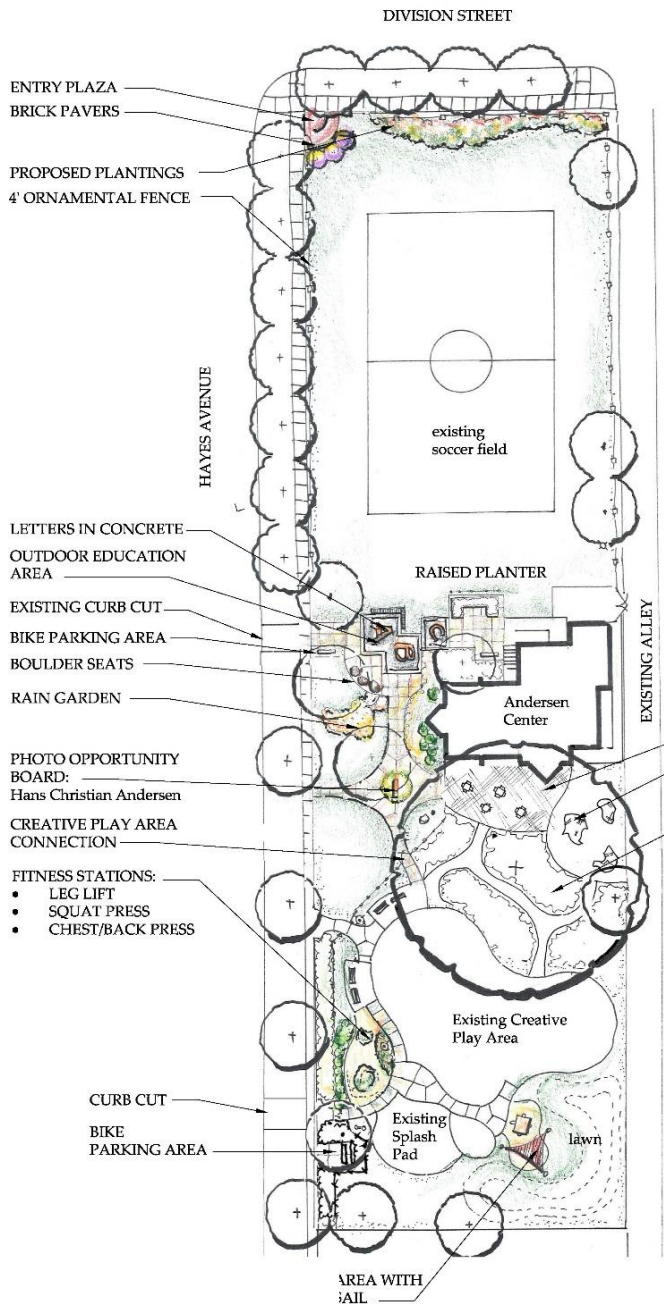 DIVISION STREET
ENTRY PLAZA
BRICK PAVERS
PROPOSED PLANTINGS
4' ORNAMENTAL FENCE
HAYES AVENUE
existing
soccer field
LETTERS IN CONCRETE
OUTDOOR EDUCATION
AREA
RAISED PLANTER
EXISTING CURB CUT
BIKE PARKING AREA
BOULDER SEATS
RAIN GARDEN
A
B
C
Andersen
Center
EXISTING ALLEY
PHOTO OPPORTUNITY
BOARD:
Hans Christian Andersen
CREATIVE PLAY AREA
CONNECTION
FITNESS STATIONS:
• LEG LIFT
• SQUAT PRESS
• CHEST/BACK PRESS
Existing Creative
Play Area
CURB CUT
BIKE
PARKING AREA
Existing
Splash
Pad
lawn
AREA WITH